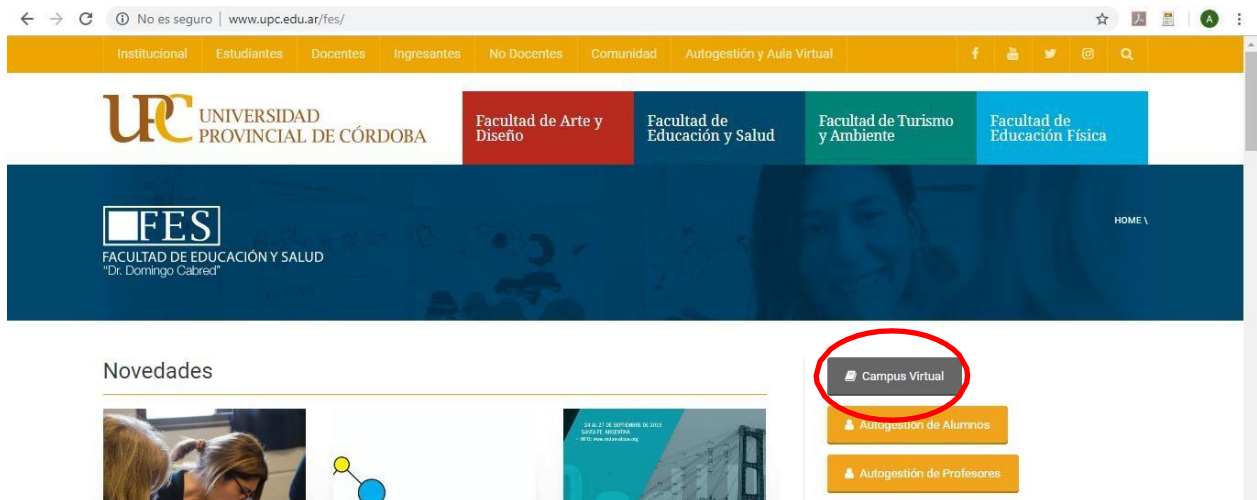 No es seguro | www.upc.edu.ar/fes/
A
Institucional Estudiantes Docentes Ingresantes No Docentes Comunidad Autogestión y Aula Virtual
UPC UNIVERSIDAD
PROVINCIAL DE CÓRDOBA
Facultad de Arte y
Diseño
Facultad de
Educación y Salud
Facultad de Turismo
y Ambiente
Facultad de
Educación Física
FES
FACULTAD DE EDUCACIÓN Y SALUD
"Dr. Domingo Cabred"
HOME \
Novedades
Campus Virtual
Autogestión de Alumnos
Autogestión de Profesores
SANTA FE, ARGENTINA